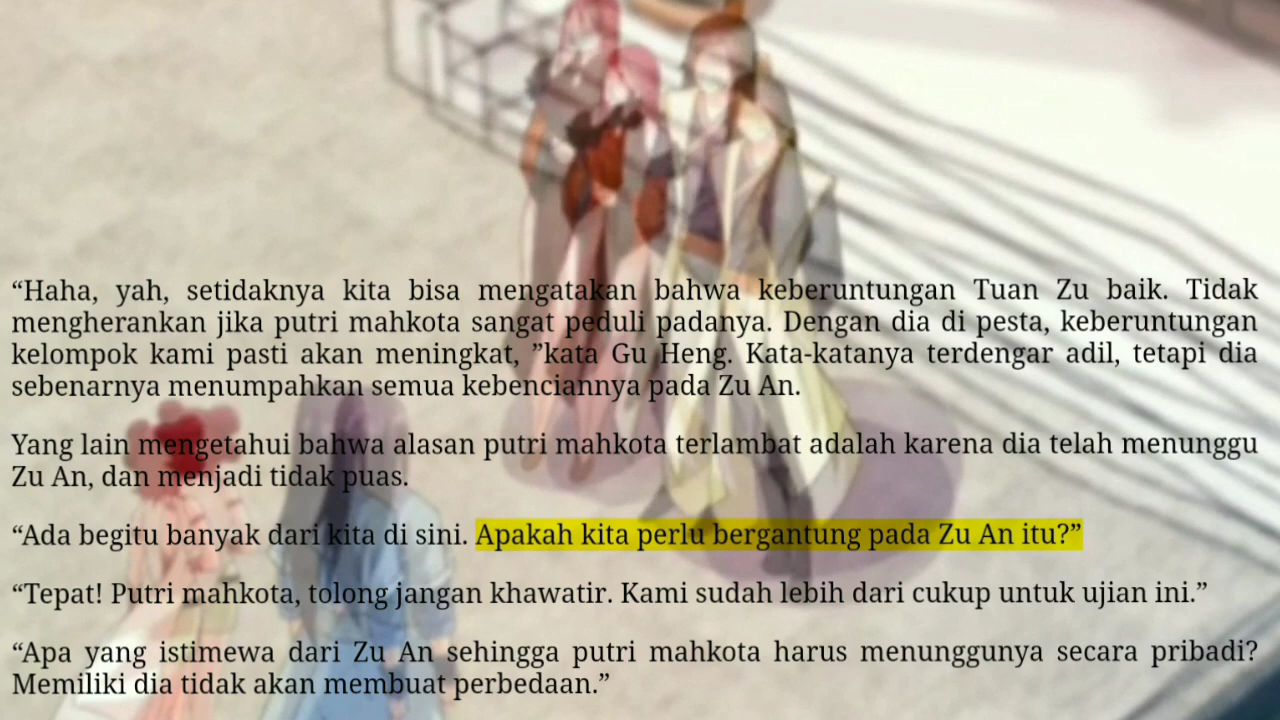 “Haha, yah, setidaknya kita bisa mengatakan bahwa keberuntungan Tuan Zu baik. Tidak
mengherankan jika putri mahkota sangat peduli padanya. Dengan dia di pesta, keberuntungan
kelompok kami pasti akan meningkat, ”kata Gu Heng. Kata-katanya terdengar adil, tetapi dia
sebenarnya menumpahkan semua kebenciannya pada Zu An.
Yang lain mengetahui bahwa alasan putri mahkota terlambat adalah karena dia telah menunggu
Zu An, dan menjadi tidak puas.
“Ada begitu banyak dari kita di sini. Apakah kita perlu bergantung pada Zu An itu?”
“Tepat! Putri mahkota, tolong jangan khawatir. Kami sudah lebih dari cukup untuk ujian ini.”
“Apa yang istimewa dari Zu An sehingga putri mahkota harus menunggunya secara pribadi?
Memiliki dia tidak akan membuat perbedaan.”